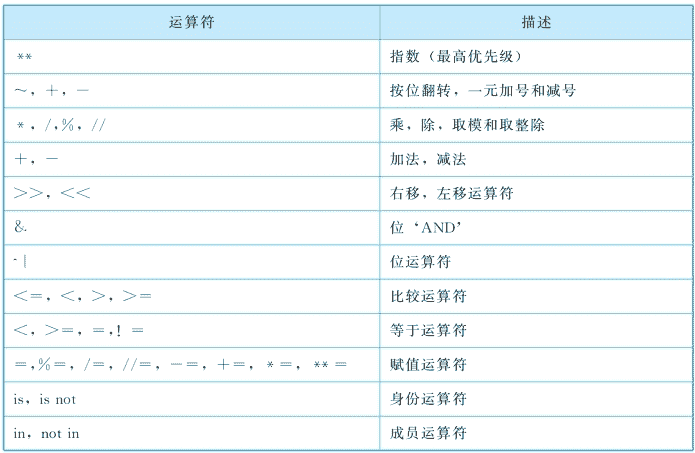 运算符 描述
** 指数（最高优先级）
~，+，- 按位翻转，一元加号和减号
*，/,%，// 乘，除，取模和取整除
+，- 加法，减法
>>，<< 右移，左移运算符
& 位‘AND’
-| 位运算符
<=，<，>，>= 比较运算符
<，>=，=,! = 等于运算符
=,%=，/=，//=，-=，+=，*=，**= 赋值运算符
is，is not 身份运算符
in，not in 成员运算符